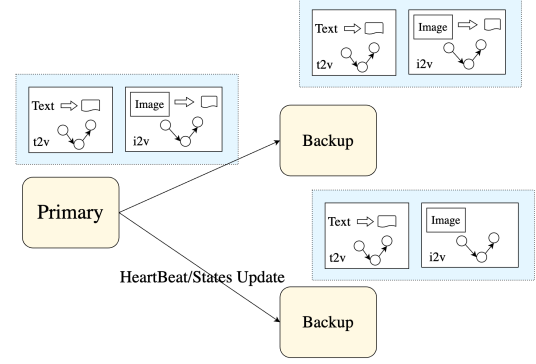 Text
t2v
Image
i2v
Text
t2v
Image
i2v
Primary
Backup
Text
t2v
Image
i2v
HeartBeat/States Update
Backup